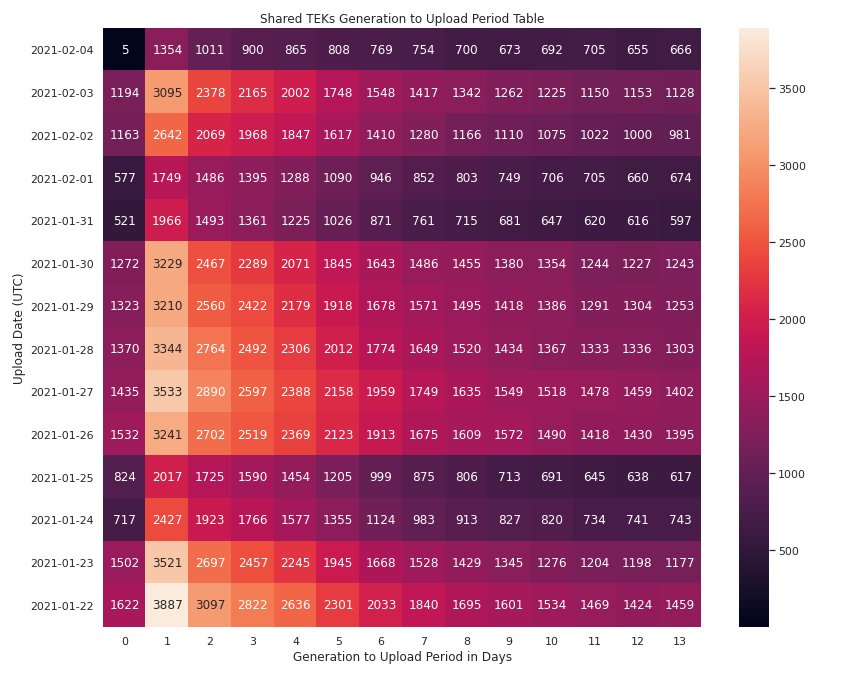 Shared TEKs Generation to Upload Period Table
2021-02-04 5 1354 1011 900 865 808 769 754 700 673 692 705 655 666
2021-02-03 1194 3095 2378 2165 2002 1748 1548 1417 1342 1262 1225 1150 1153 1128
2021-02-02 1163 2642 2069 1968 1847 1617 1410 1280 1166 1110 1075 1022 1000 981
2021-02-01 577 1749 1486 1395 1288 1090 946 852 803 749 706 705 660 674
2021-01-31 521 1966 1493 1361 1225 1026 871 761 715 681 647 620 616 597
2021-01-30 1272 3229 2467 2289 2071 1845 1643 1486 1455 1380 1354 1244 1227 1243
2021-01-29 1323 3210 2560 2422 2179 1918 1678 1571 1495 1418 1386 1291 1304 1253
2021-01-28 1370 3344 2764 2492 2306 2012 1774 1649 1520 1434 1367 1333 1336 1303
2021-01-27 1435 3533 2890 2597 2388 2158 1959 1749 1635 1549 1518 1478 1459 1402
2021-01-26 1532 3241 2702 2519 2369 2123 1913 1675 1609 1572 1490 1418 1430 1395
2021-01-25 824 2017 1725 1590 1454 1205 999 875 806 713 691 645 638 617
2021-01-24 717 2427 1923 1766 1577 1355 1124 983 913 827 820 734 741 743
2021-01-23 1502 3521 2697 2457 2245 1945 1668 1528 1429 1345 1276 1204 1198 1177
2021-01-22 1622 3887 3097 2822 2636 2301 2033 1840 1695 1601 1534 1469 1424 1459
0 1 2 3 4 5 6 7 8 9 10 11 12 13
Generation to Upload Period in Days
Upload Date (UTC)
3500
3000
2500
2000
1500
1000
500